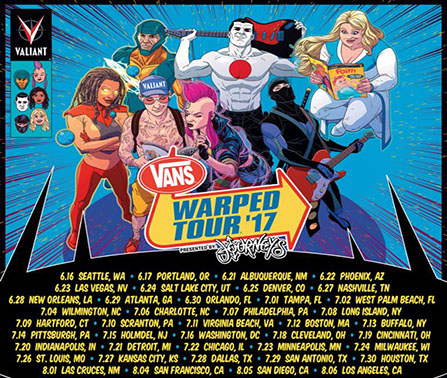 VALIANT
VALIANT
Faith
VANS
WARPED
TOUR '17
PRESENTED BY JOURNEYS
6.16 SEATTLE, WA • 6.17 PORTLAND, OR • 6.21 ALBUQUERQUE, NM • 6.22 PHOENIX, AZ
6.23 LAS VEGAS, NV • 6.24 SALT LAKE CITY, UT • 6.25 DENVER, CO • 6.27 NASHVILLE, TN
6.28 NEW ORLEANS, LA • 6.29 ATLANTA, GA • 6.30 ORLANDO, FL • 7.01 TAMPA, FL • 7.02 WEST PALM BEACH, FL
7.04 WILMINGTON, NC • 7.06 CHARLOTTE, NC • 7.07 PHILADELPHIA, PA • 7.08 LONG ISLAND, NY
7.09 HARTFORD, CT • 7.10 SCRANTON, PA • 7.11 VIRGINIA BEACH, VA • 7.12 BOSTON, MA • 7.13 BUFFALO, NY
7.14 PITTSBURGH, PA • 7.15 HOLMDEL, NJ • 7.16 WASHINGTON, DC • 7.18 CLEVELAND, OH • 7.19 CINCINNATI, OH
7.20 INDIANAPOLIS, IN • 7.21 DETROIT, MI • 7.22 CHICAGO, IL • 7.23 MINNEAPOLIS, MN • 7.24 MILWAUKEE, WI
7.26 ST. LOUIS, MO • 7.27 KANSAS CITY, KS • 7.28 DALLAS, TX • 7.29 SAN ANTONIO, TX • 7.30 HOUSTON, TX
8.01 LAS CRUCES, NM • 8.04 SAN FRANCISCO, CA • 8.05 SAN DIEGO, CA • 8.06 LOS ANGELES, CA